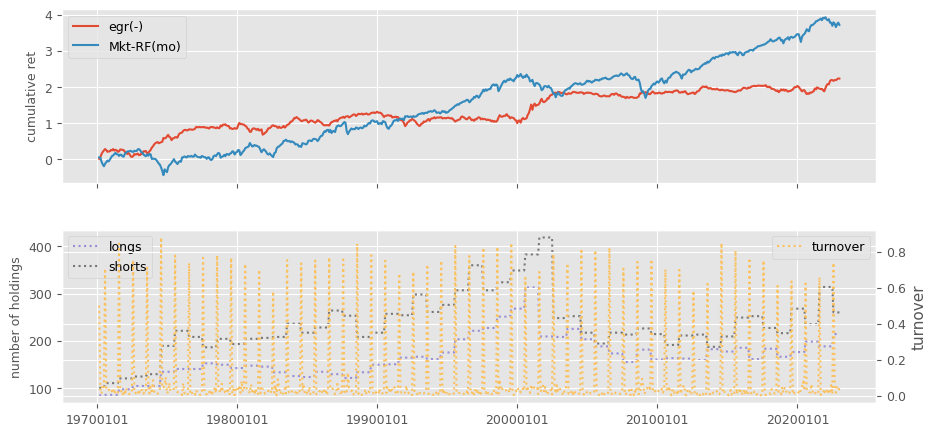 4
3
2
1
0
cumulative ret
egr(-)
Mkt-RF(mo)
400
300
200
100
number of holdings
longs
shorts
turnover
0.8
0.6
0.4
0.2
0.0
turnover
19700101 19800101 19900101 20000101 20100101 20200101